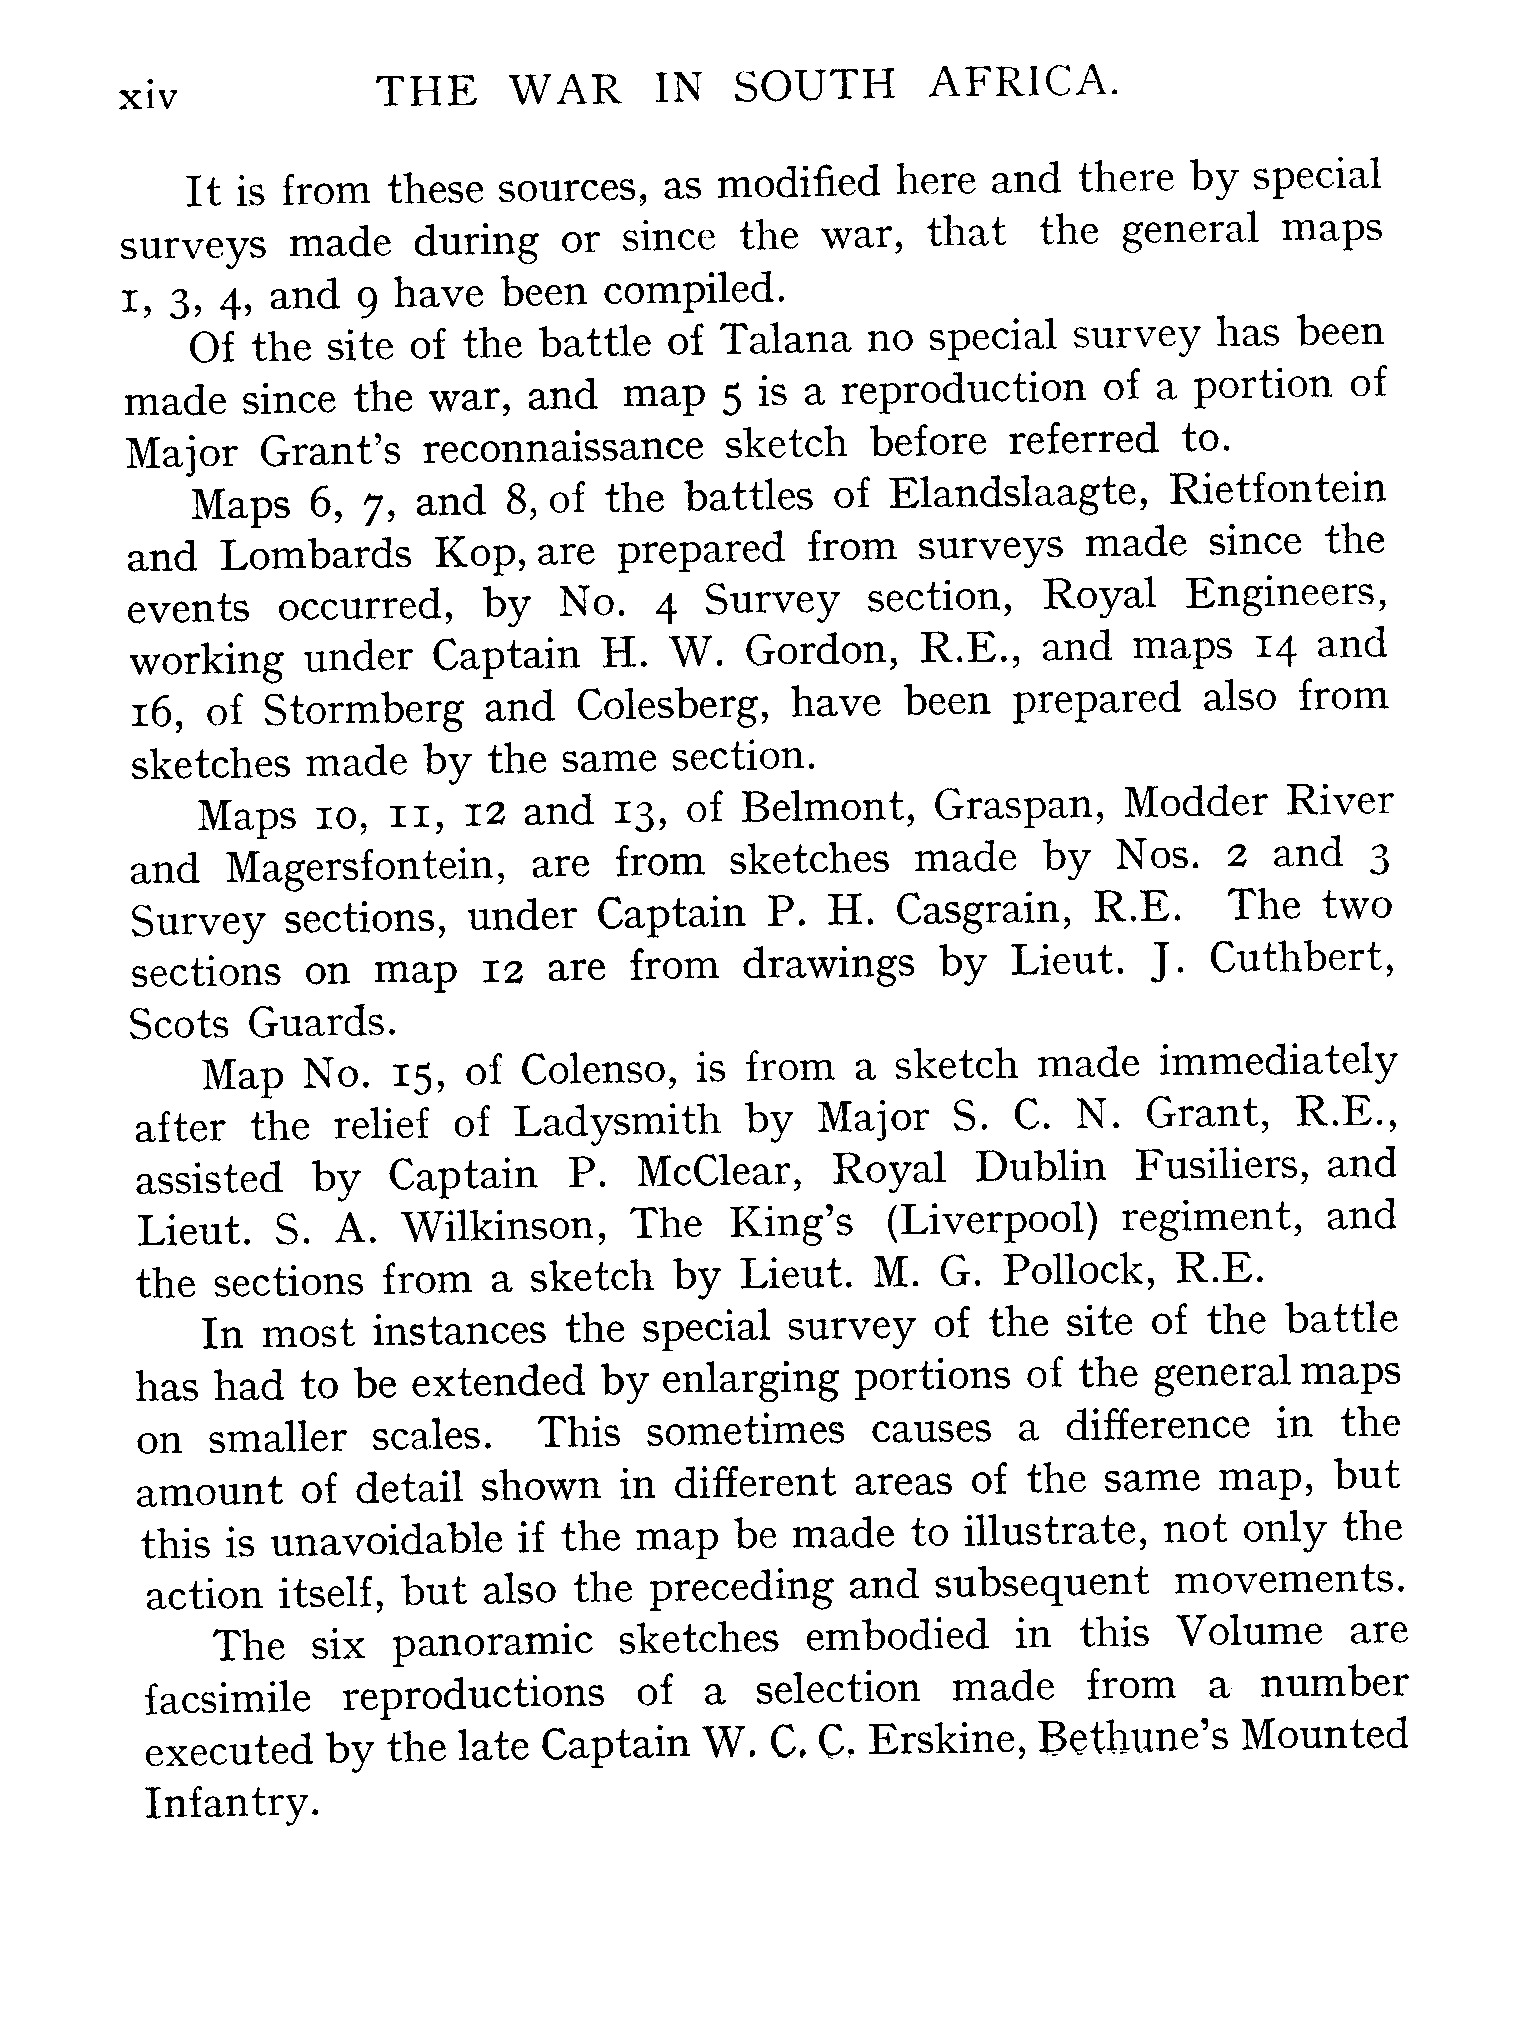 xiv THE WAR IN SOUTH AFRICA.
It is from these sources, as modified here and there by special
surveys made during or since the war, that the general maps
1, 3, 4, and 9 have been compiled.
Of the site of the battle of Talana no special survey has been
made since the war, and map 5 is a reproduction of a portion of
Major Grant's reconnaissance sketch before referred to.
Maps 6, 7, and 8, of the battles of Elandslaagte, Rietfontein
and Lombards Kop, are prepared from surveys made since the
events occurred, by No. 4 Survey section, Royal Engineers,
working under Captain H. W. Gordon, R.E., and maps 14 and
16, of Stormberg and Colesberg, have been prepared also from
sketches made by the same section.
Maps 10, 11, 12 and 13, of Belmont, Graspan, Modder River
and Magersfontein, are from sketches made by Nos. 2 and 3
Survey sections, under Captain P. H. Casgrain, R.E. The two
sections on map 12 are from drawings by Lieut. J. Cuthbert,
Scots Guards.
Map No. 15, of Colenso, is from a sketch made immediately
after the relief of Ladysmith by Major S. C. N. Grant, R.E.,
assisted by Captain P. McClear, Royal Dublin Fusiliers, and
Lieut. S. A. Wilkinson, The King's (Liverpool) regiment, and
the sections from a sketch by Lieut. M. G. Pollock, R.E.
In most instances the special survey of the site of the battle
has had to be extended by enlarging portions of the general maps
on smaller scales. This sometimes causes a difference in the
amount of detail shown in different areas of the same map, but
this is unavoidable if the map be made to illustrate, not only the
action itself, but also the preceding and subsequent movements.
The six panoramic sketches embodied in this Volume are
facsimile reproductions of a selection made from a number
executed by the late Captain W. C. C. Erskine, Bethune's Mounted
Infantry.